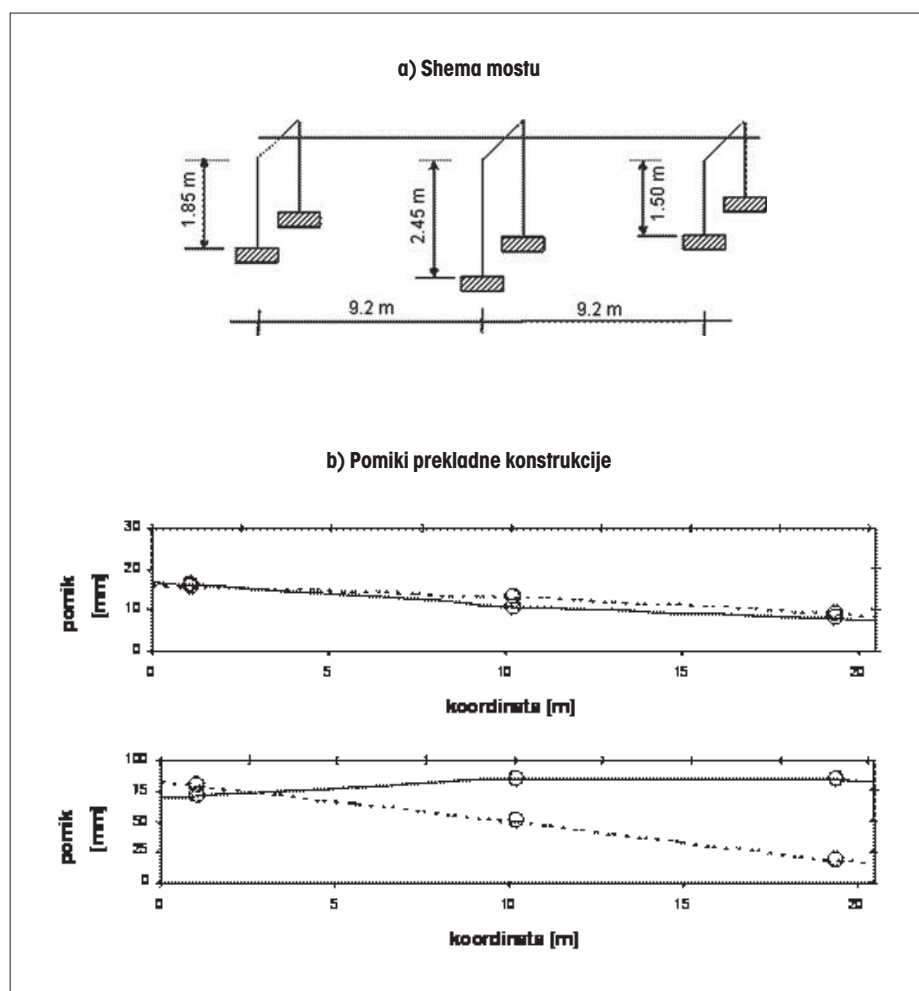 a) Shema mostu
1.85 m
2.45 m
1.50 m
9.2 m 9.2 m
b) Pomiki prekladne konstrukcije
30
20
10
0
pomik
[mm]
0 5 10 15 20
koordinata [m]
100
75
50
25
0
pomik
[mm]
0 5 10 15 20
koordinata [m]